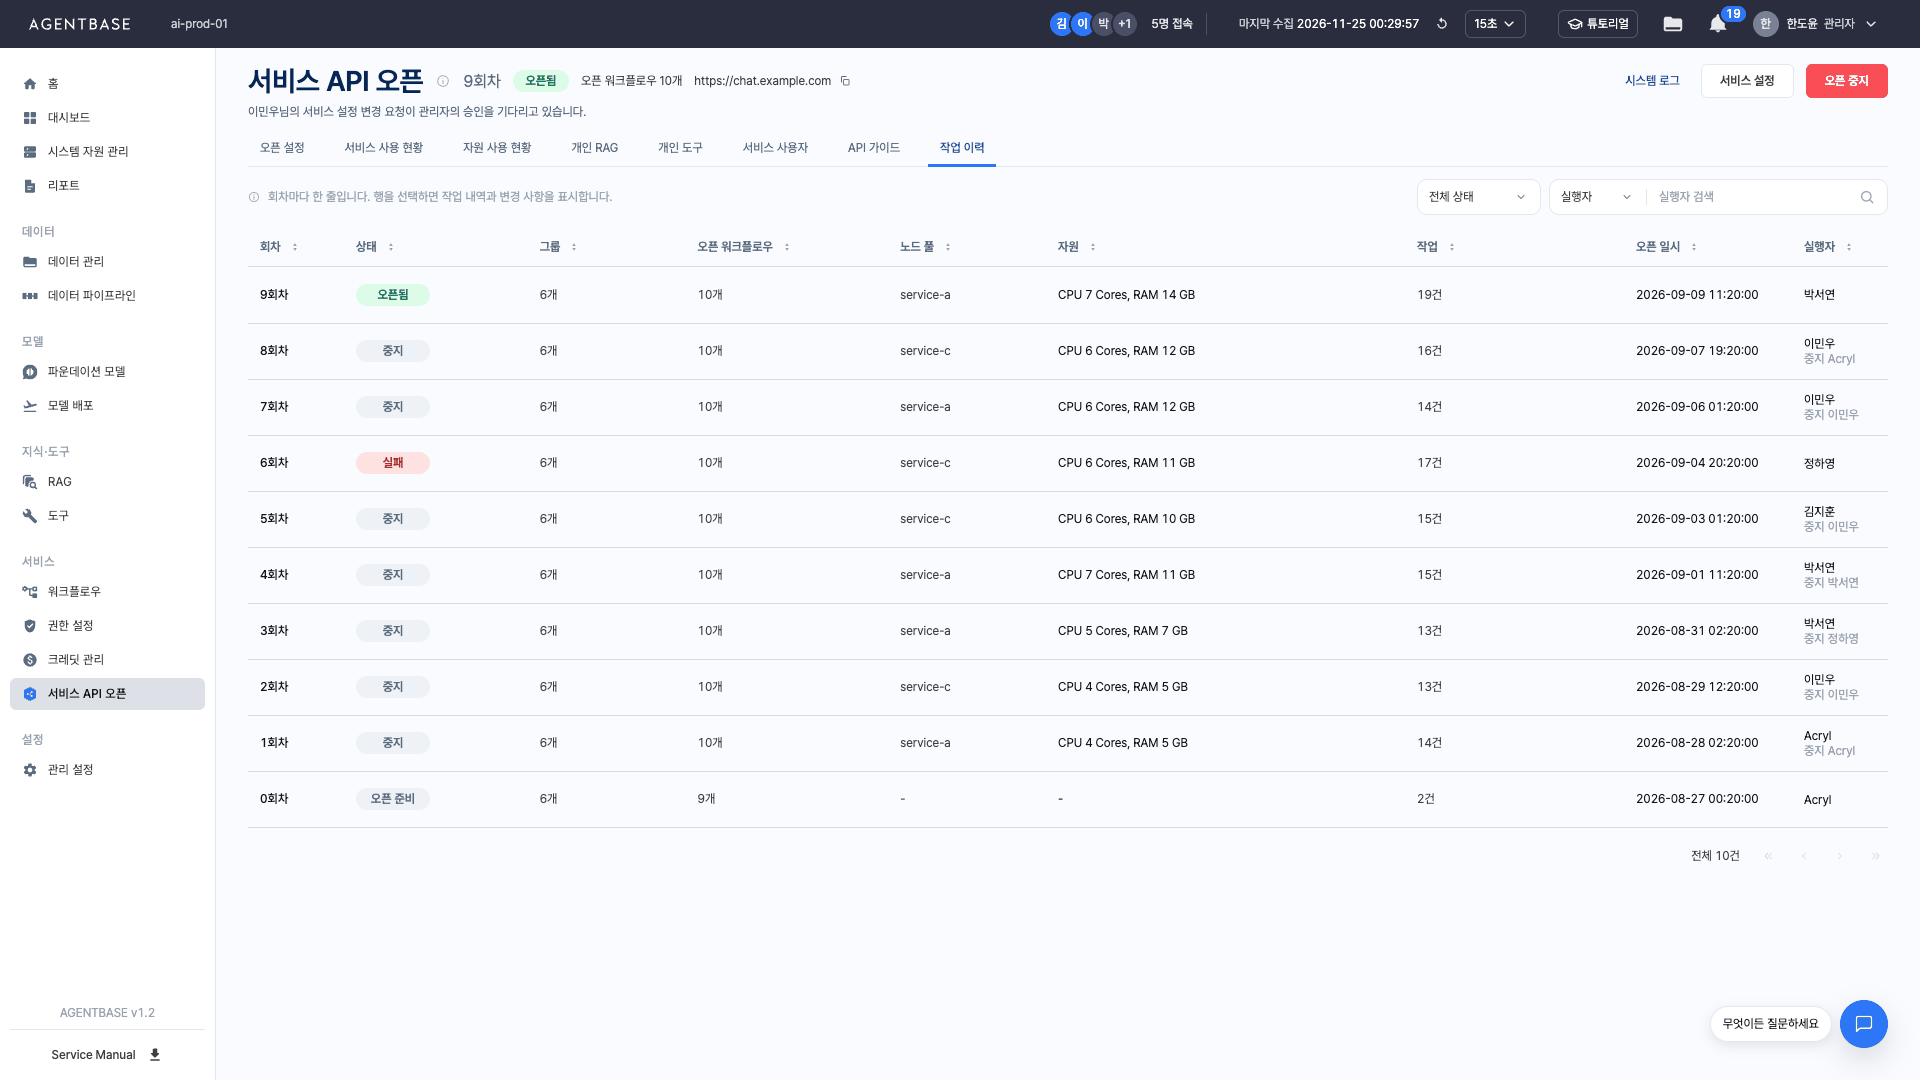 AGENTBASE
ai-prod-01
김 이 박 +1 5명 접속
마지막 수집 2026-11-25 00:29:57
15초
튜토리얼
19
한 한도윤 관리자
홈
대시보드
시스템 자원 관리
리포트
데이터
데이터 관리
데이터 파이프라인
모델
파운데이션 모델
모델 배포
지식·도구
RAG
도구
서비스
워크플로우
권한 설정
크레딧 관리
서비스 API 오픈
설정
관리 설정
AGENTBASE v1.2
Service Manual
서비스 API 오픈 9회차 오픈됨 오픈 워크플로우 10개 https://chat.example.com
시스템 로그 서비스 설정 오픈 중지
이민우님의 서비스 설정 변경 요청이 관리자의 승인을 기다리고 있습니다.
오픈 설정 서비스 사용 현황 자원 사용 현황 개인 RAG 개인 도구 서비스 사용자 API 가이드 작업 이력
회차마다 한 줄입니다. 행을 선택하면 작업 내역과 변경 사항을 표시합니다.
전체 상태 실행자 실행자 검색
회차 상태 그룹 오픈 워크플로우 노드 풀 자원 작업 오픈 일시 실행자
9회차 오픈됨 6개 10개 service-a CPU 7 Cores, RAM 14 GB 19건 2026-09-09 11:20:00 박서연
8회차 중지 6개 10개 service-c CPU 6 Cores, RAM 12 GB 16건 2026-09-07 19:20:00 이민우
중지 Acryl
7회차 중지 6개 10개 service-a CPU 6 Cores, RAM 12 GB 14건 2026-09-06 01:20:00 이민우
중지 이민우
6회차 실패 6개 10개 service-c CPU 6 Cores, RAM 11 GB 17건 2026-09-04 20:20:00 정하영
5회차 중지 6개 10개 service-c CPU 6 Cores, RAM 10 GB 15건 2026-09-03 01:20:00 김지훈
중지 이민우
4회차 중지 6개 10개 service-a CPU 7 Cores, RAM 11 GB 15건 2026-09-01 11:20:00 박서연
중지 박서연
3회차 중지 6개 10개 service-a CPU 5 Cores, RAM 7 GB 13건 2026-08-31 02:20:00 박서연
중지 정하영
2회차 중지 6개 10개 service-c CPU 4 Cores, RAM 5 GB 13건 2026-08-29 12:20:00 이민우
중지 이민우
1회차 중지 6개 10개 service-a CPU 4 Cores, RAM 5 GB 14건 2026-08-28 02:20:00 Acryl
중지 Acryl
0회차 오픈 준비 6개 9개 - - 2건 2026-08-27 00:20:00 Acryl
전체 10건
무엇이든 질문하세요